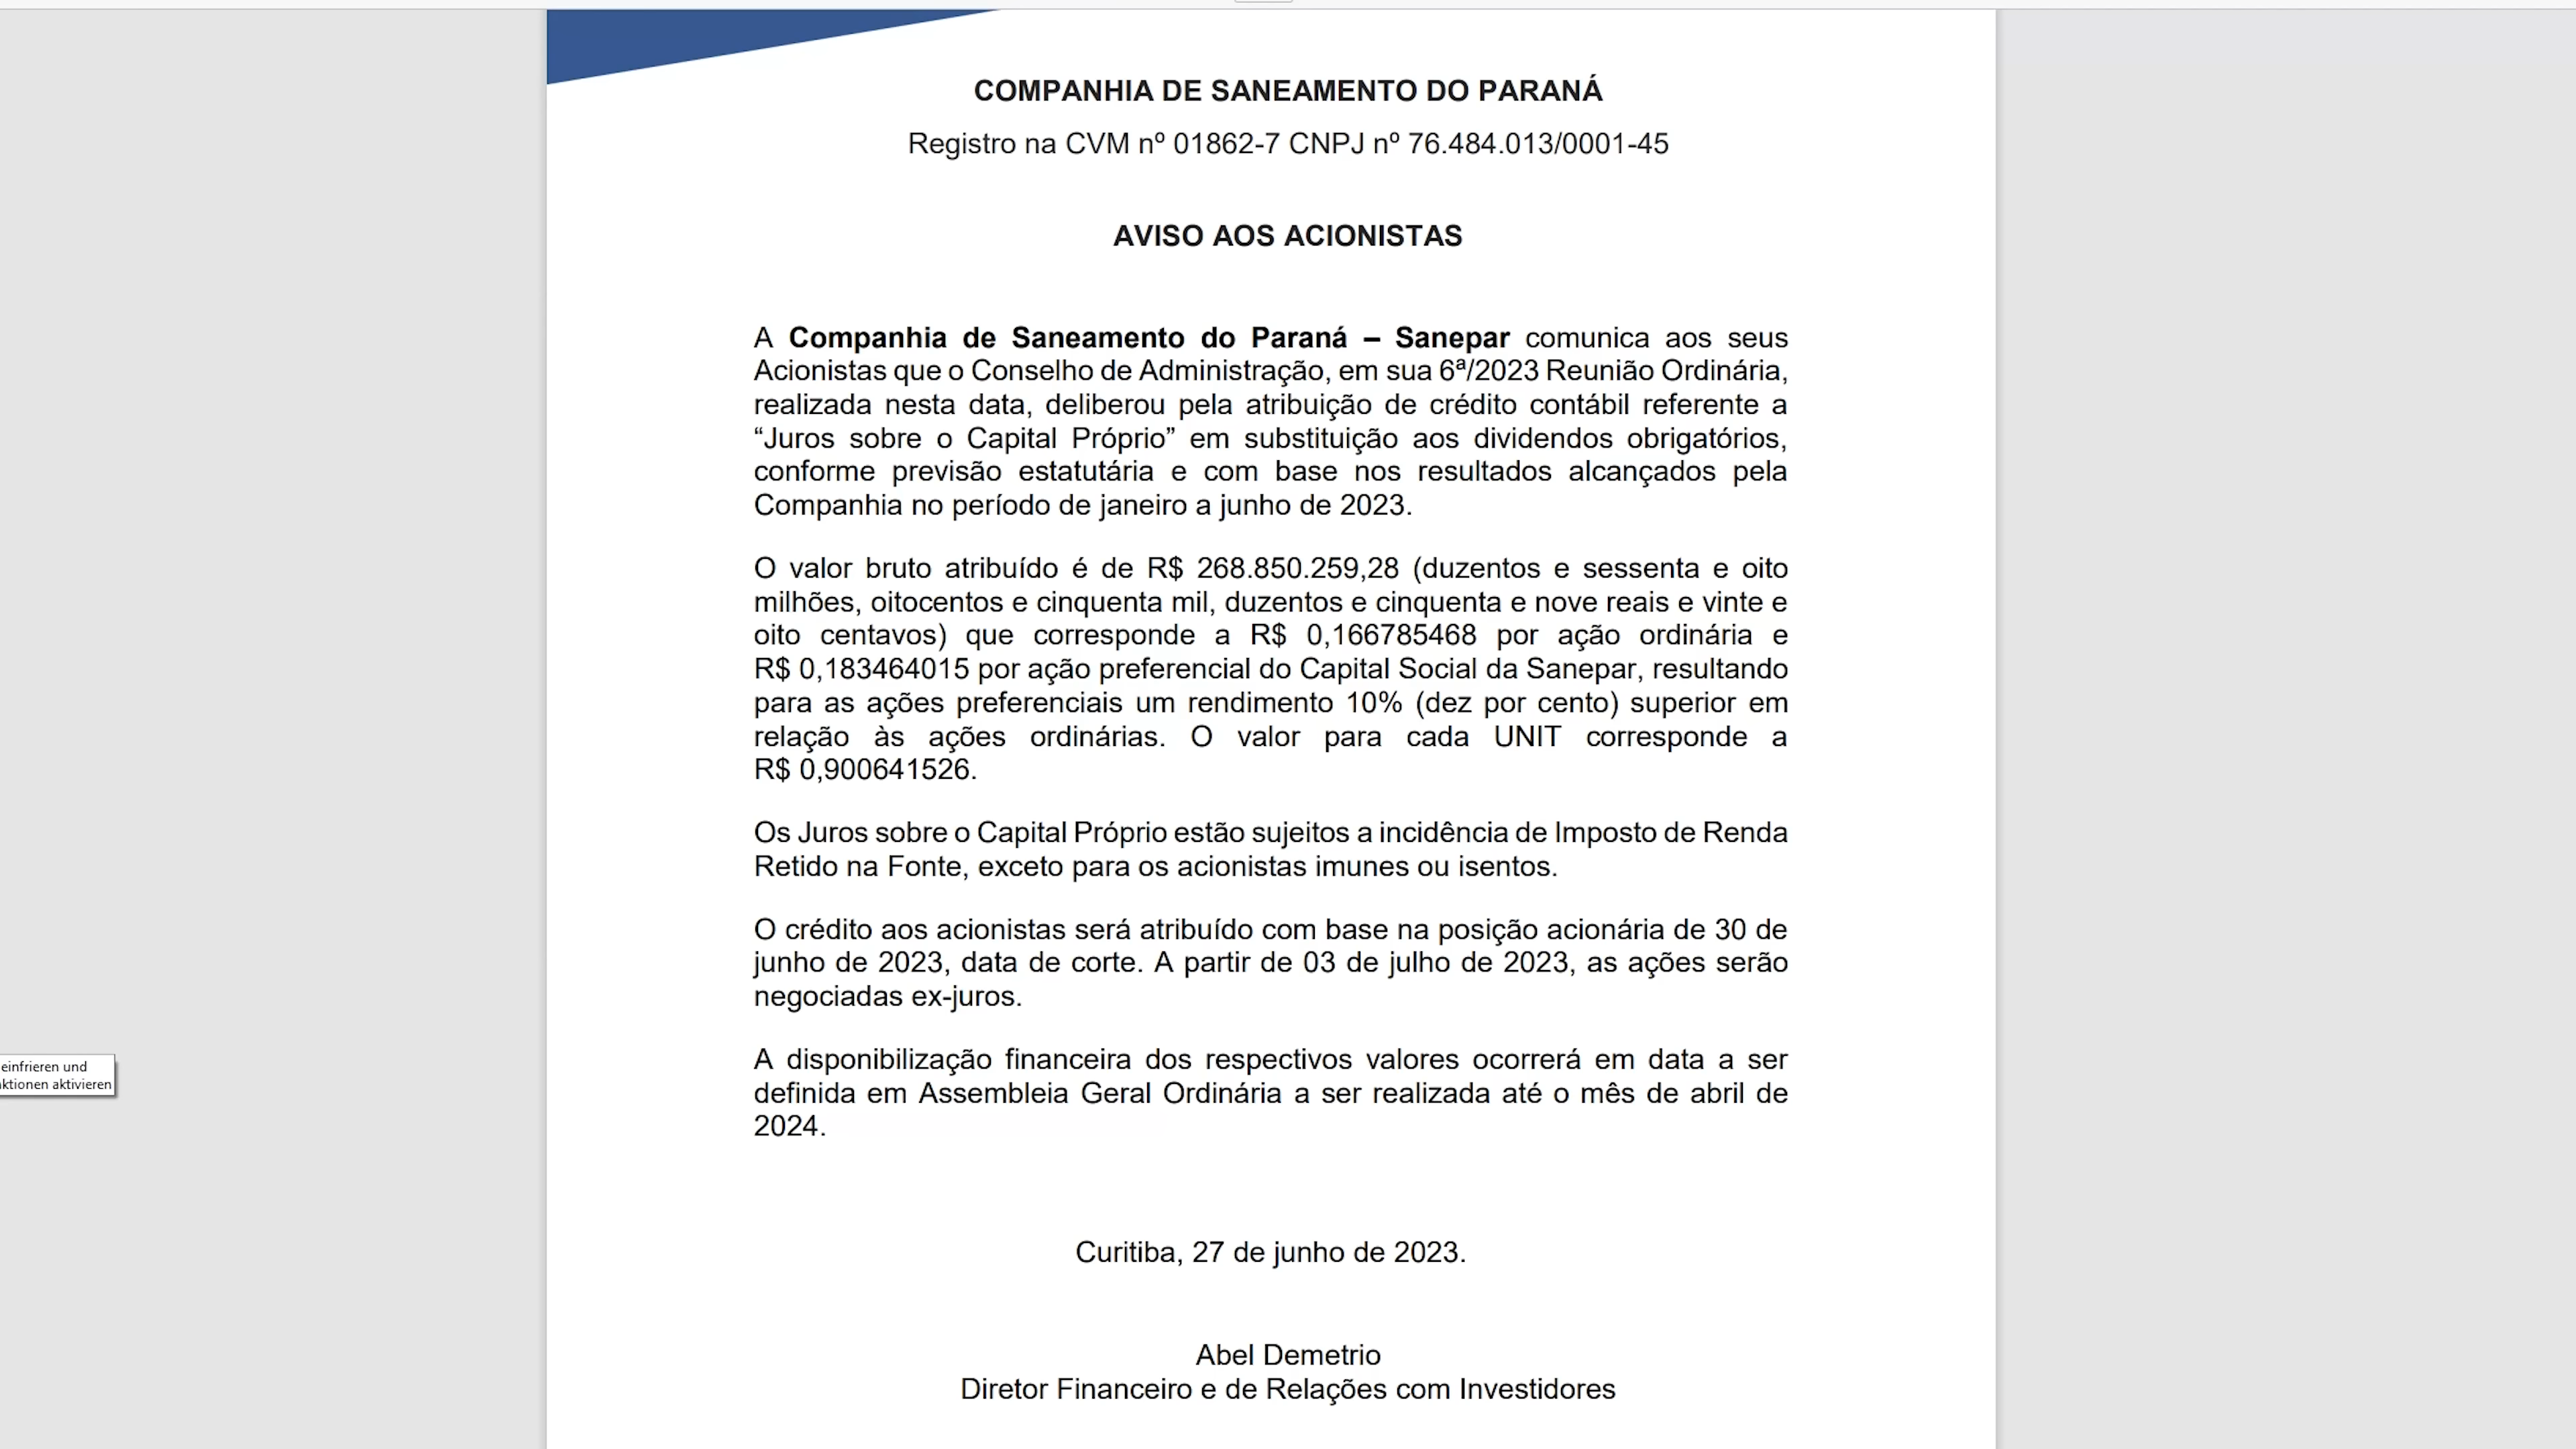 COMPANHIA DE SANEAMENTO DO PARANÁ
Registro na CVM nº 01862-7 CNPJ nº 76.484.013/0001-45
AVISO AOS ACIONISTAS
A Companhia de Saneamento do Paraná – Sanepar comunica aos seus
Acionistas que o Conselho de Administração, em sua 6ª/2023 Reunião Ordinária,
realizada nesta data, deliberou pela atribuição de crédito contábil referente a
“Juros sobre o Capital Próprio” em substituição aos dividendos obrigatórios,
conforme previsão estatutária e com base nos resultados alcançados pela
Companhia no período de janeiro a junho de 2023.
O valor bruto atribuído é de R$ 268.850.259,28 (duzentos e sessenta e oito
milhões, oitocentos e cinquenta mil, duzentos e cinquenta e nove reais e vinte e
oito centavos) que corresponde a R$ 0,166785468 por ação ordinária e
R$ 0,183464015 por ação preferencial do Capital Social da Sanepar, resultando
para as ações preferenciais um rendimento 10% (dez por cento) superior em
relação às ações ordinárias. O valor para cada UNIT corresponde a
R$ 0,900641526.
Os Juros sobre o Capital Próprio estão sujeitos a incidência de Imposto de Renda
Retido na Fonte, exceto para os acionistas imunes ou isentos.
O crédito aos acionistas será atribuído com base na posição acionária de 30 de
junho de 2023, data de corte. A partir de 03 de julho de 2023, as ações serão
negociadas ex-juros.
einfrieren und
ktionen aktivieren
A disponibilização financeira dos respectivos valores ocorrerá em data a ser
definida em Assembleia Geral Ordinária a ser realizada até o mês de abril de
2024.
Curitiba, 27 de junho de 2023.
Abel Demetrio
Diretor Financeiro e de Relações com Investidores